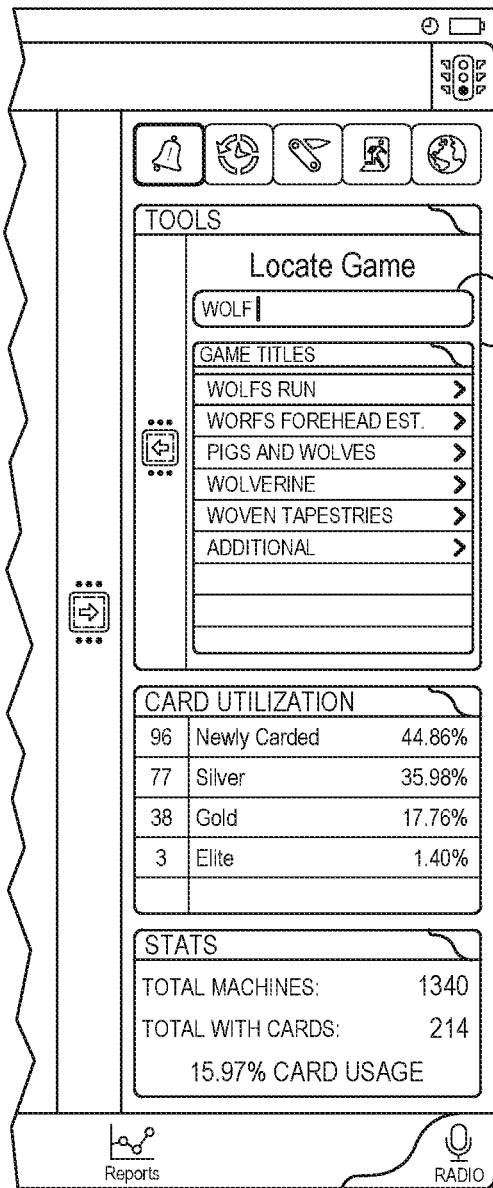 TOOLS
Locate Game
WOLF
GAME TITLES
WOLFS RUN
WORFS FOREHEAD EST.
PIGS AND WOLVES
WOLVERINE
WOVEN TAPESTRIES
ADDITIONAL
CARD UTILIZATION
96 Newly Carded 44.86%
77 Silver 35.98%
38 Gold 17.76%
3 Elite 1.40%
STATS
TOTAL MACHINES: 1340
TOTAL WITH CARDS: 214
15.97% CARD USAGE
Reports RADIO